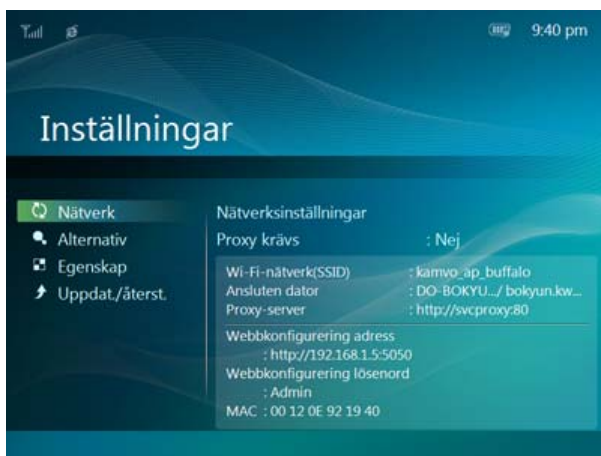 9:40 pm
Inställningar
Nätverk
Alternativ
Egenskap
Uppdat./återst.
Nätverksinställningar
Proxy krävs : Nej
Wi-Fi-nätverk(SSID) : kamvo_ap_buffalo
Ansluten dator : DO-BOKYU.../ bokyun.kw...
Proxy-server : http://svcproxy:80
Webbkonfigurering adress
: http://192.168.1.5:5050
Webbkonfigurering lösenord
: Admin
MAC : 00 12 0E 92 19 40